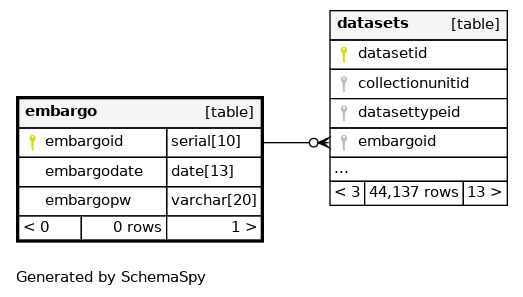 datasets [table]
datasetid
collectionunitid
datasettypeid
embargoid
...
< 3 44,137 rows 13 >
embargo [table]
embargoid serial[10]
embargodate date[13]
embargopw varchar[20]
< 0 0 rows 1 >
Generated by SchemaSpy